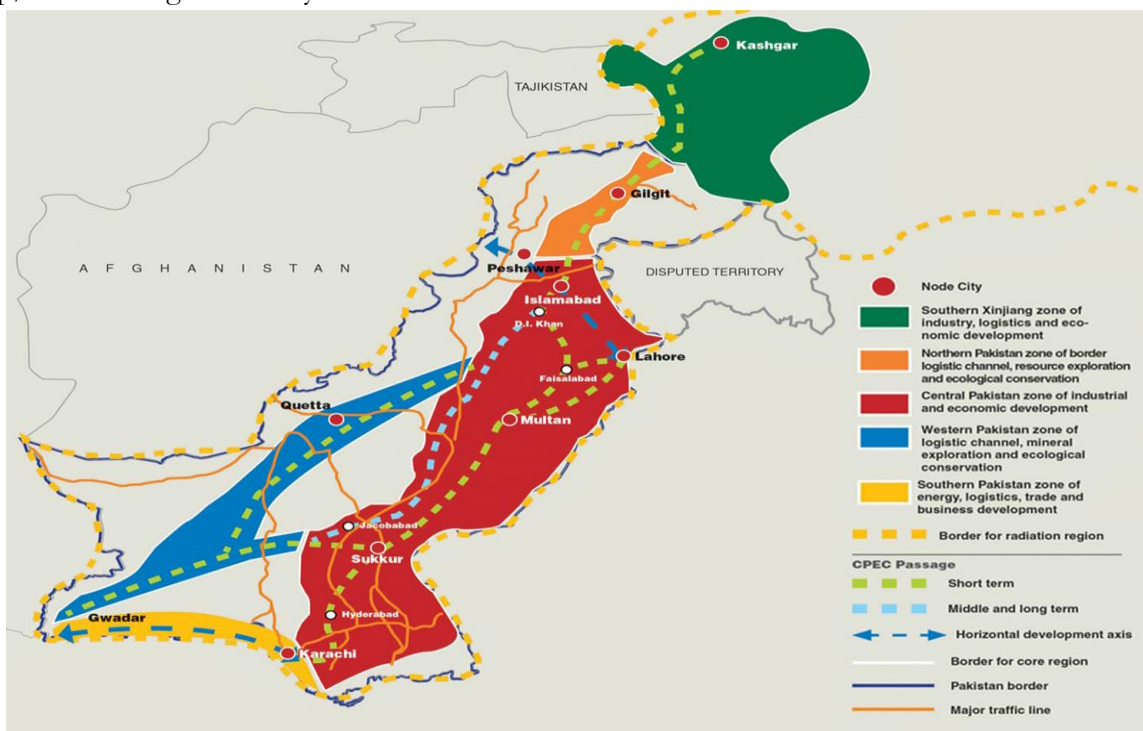 Kashgar
TAJIKISTAN
Gilgit
AFGHANISTAN
Peshawar
DISPUTED TERRITORY
Islamabad
D.I. Khan
Lahore
Faisalabad
Quetta
Multan
Jacobabad
Sukkur
Hyderabad
Gwadar
Karachi
Node City
Southern Xinjiang zone of
industry, logistics and eco-
nomic development
Northern Pakistan zone of border
logistic channel, resource exploration
and ecological conservation
Central Pakistan zone of industrial
and economic development
Western Pakistan zone of
logistic channel, mineral
exploration and ecological
conservation
Southern Pakistan zone of
energy, logistics, trade and
business development
Border for radiation region
CPEC Passage
Short term
Middle and long term
Horizontal development axis
Border for core region
Pakistan border
Major traffic line